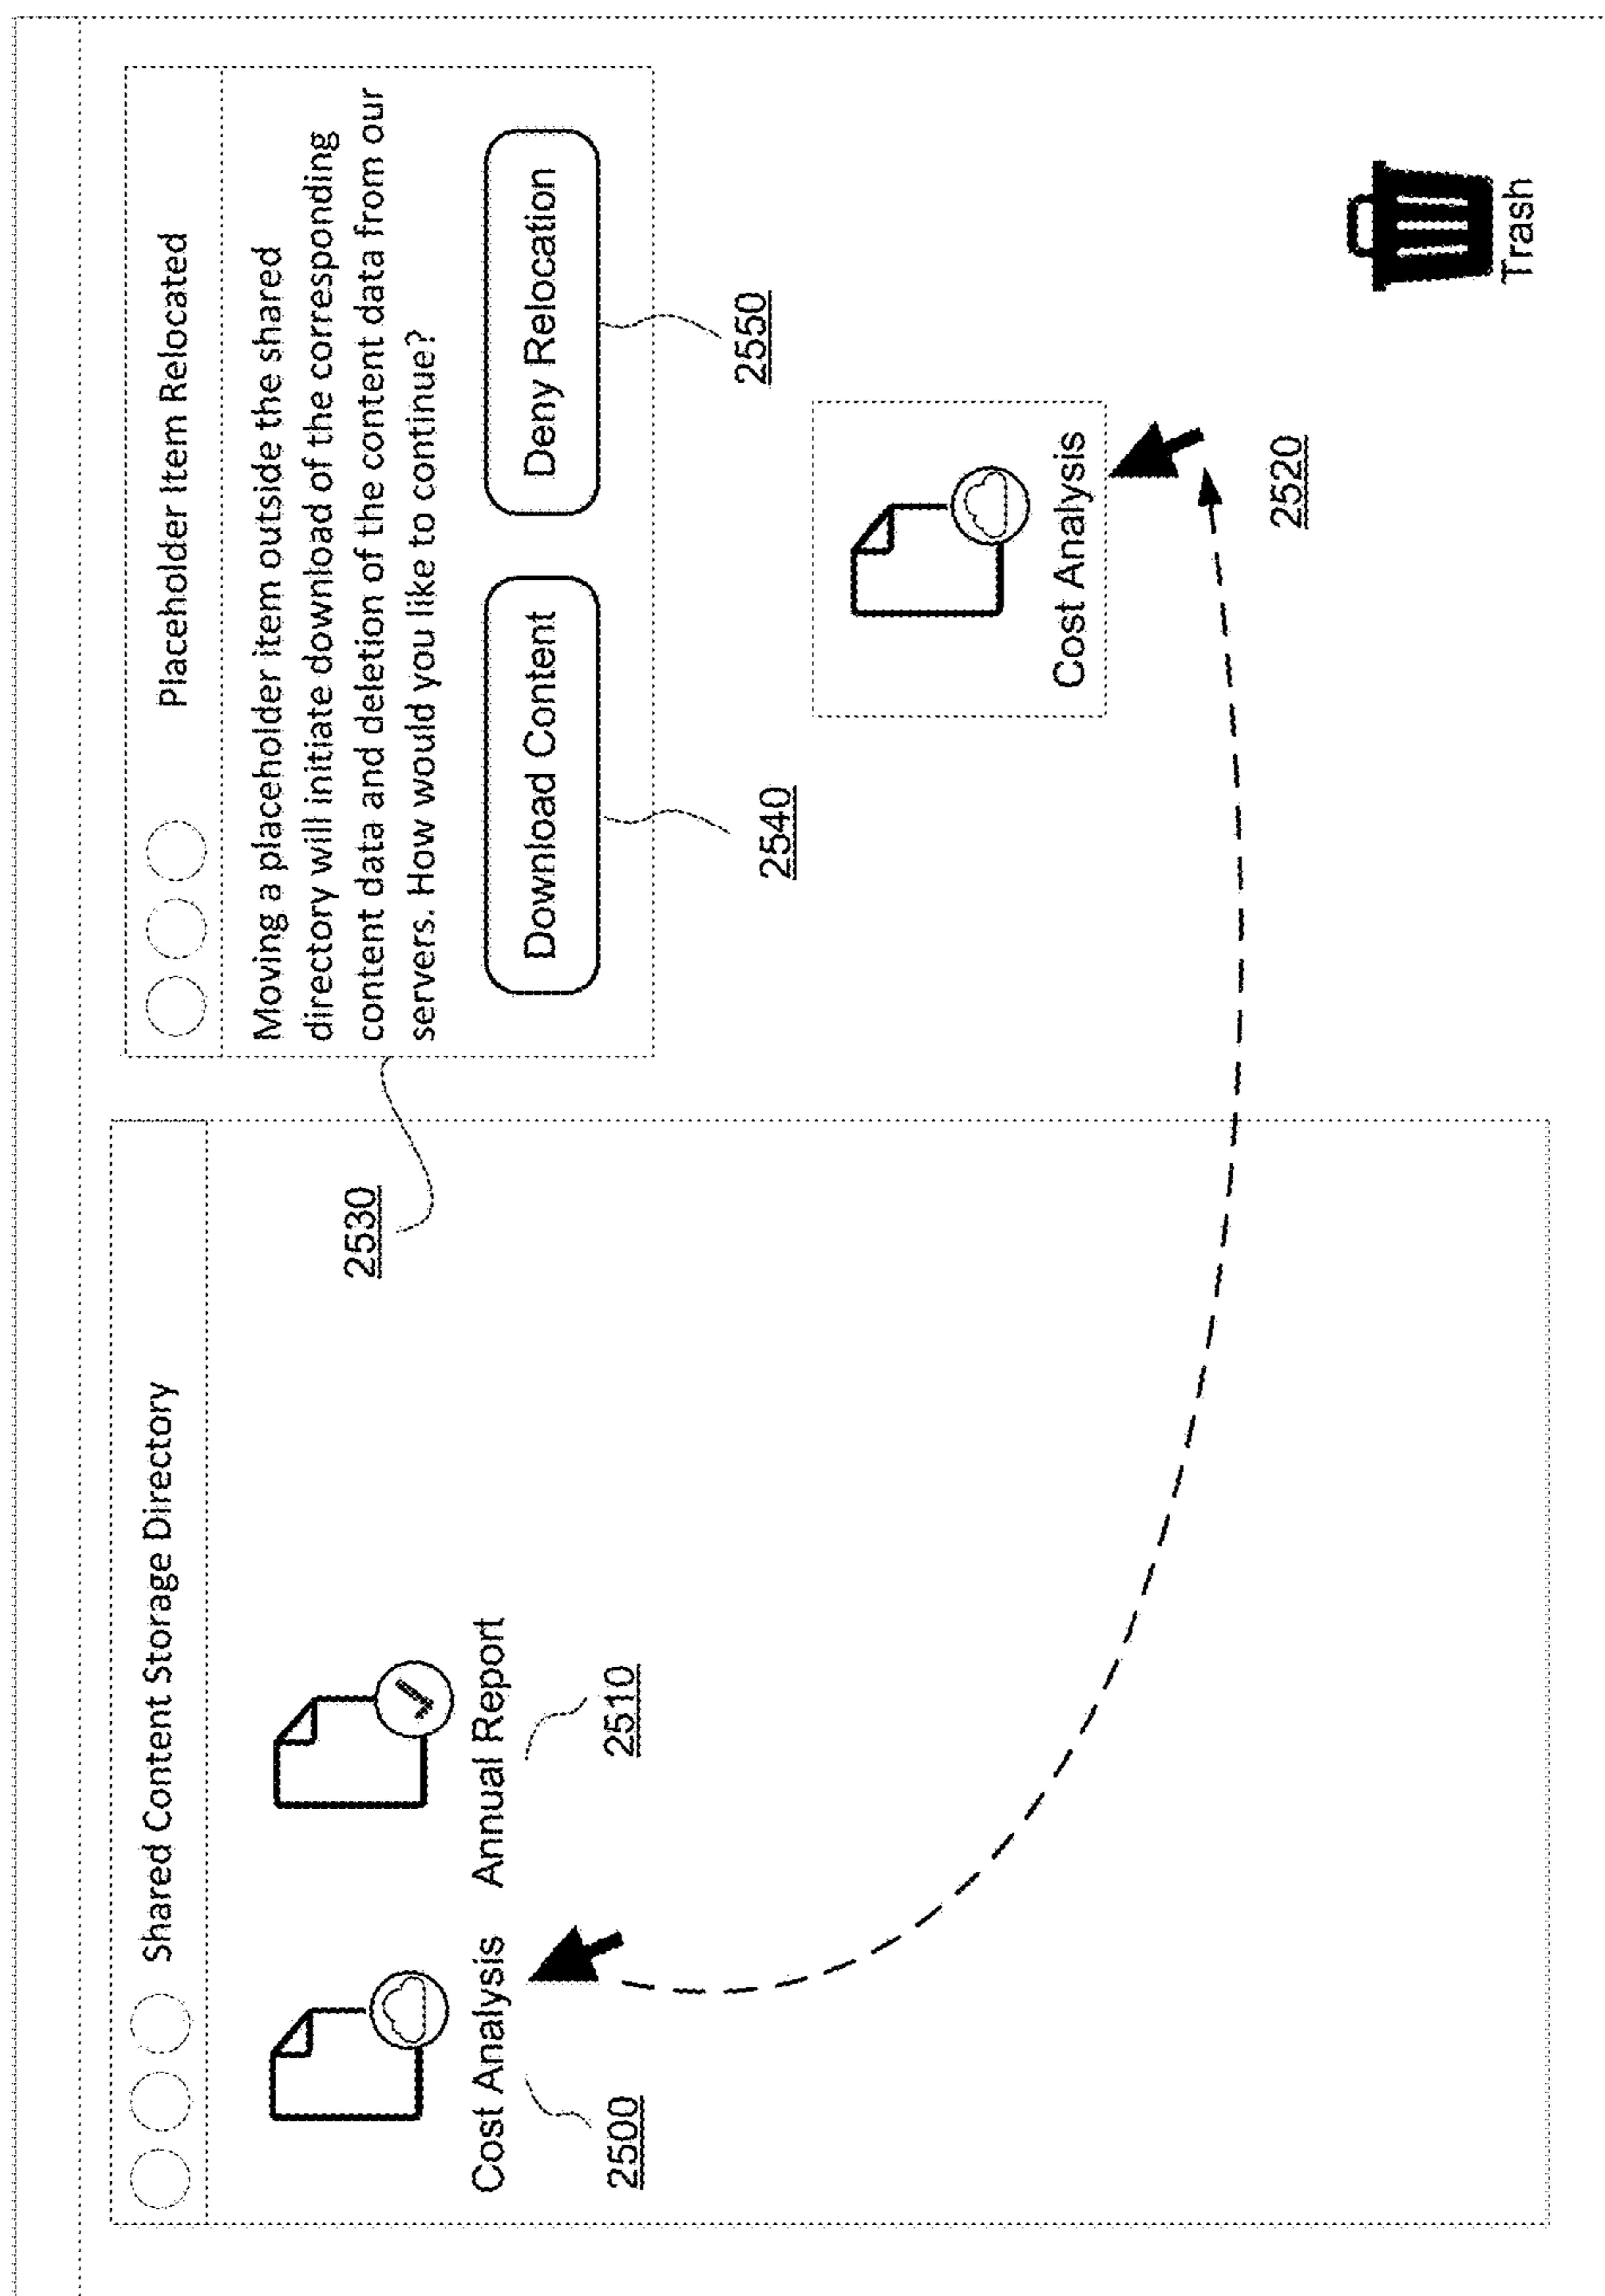 Shared Content Storage Directory
Cost Analysis
Annual Report
2500
2510
2530
Placeholder Item Relocated
Moving a placeholder item outside the shared
directory will initiate download of the corresponding
content data and deletion of the content data from our
servers. How would you like to continue?
Download Content
Deny Relocation
2540
2550
Cost Analysis
2520
Trash